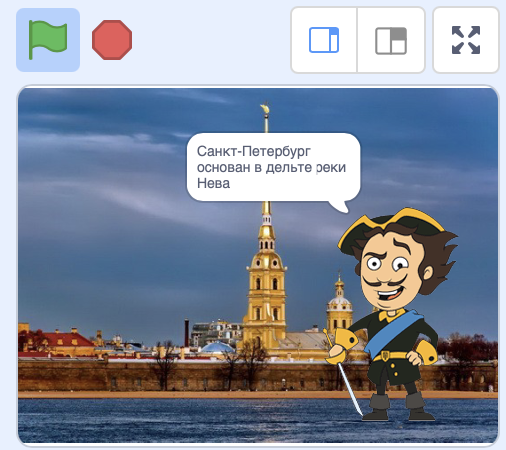 Санкт-Петербург
основан в дельте реки
Нева